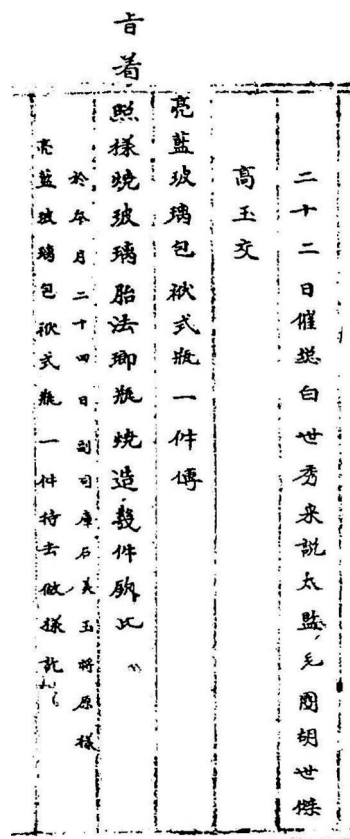 二十二日催總白世秀来說太監毛團胡世傑
高玉交
亮藍玻璃包袱式瓶一件傳
旨着照樣燒玻璃胎法瑯瓶燒造幾件欽此
於本月二十四日副司庫石美玉將原樣
亮藍玻璃包袱式瓶一件持去做樣訖